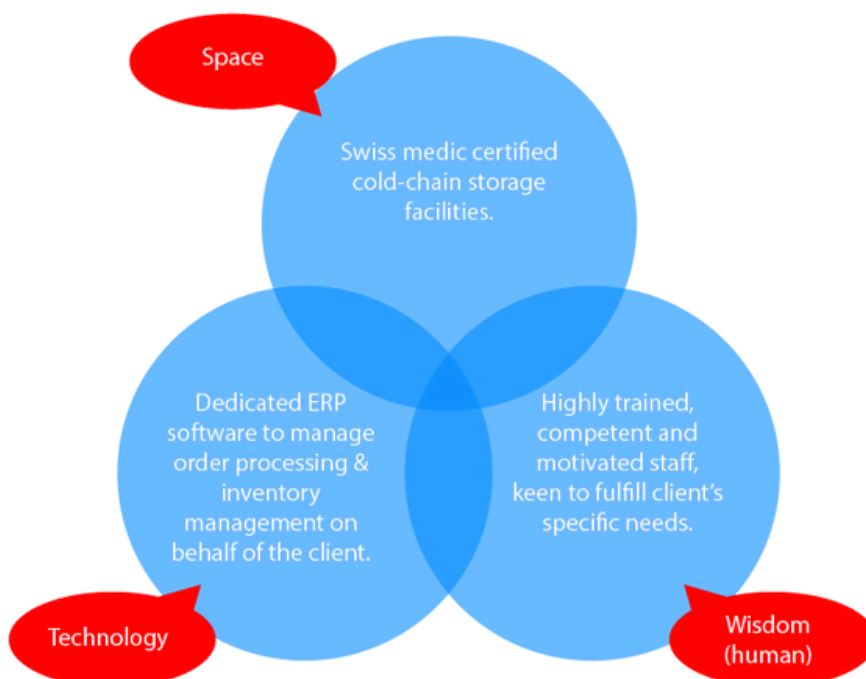 Space
Swiss medic certified
cold-chain storage
facilities.
Dedicated ERP
software to manage
order processing &
inventory
management on
behalf of the client.
Highly trained,
competent and
motivated staff,
keen to fulfill client’s
specific needs.
Technology
Wisdom
(human)